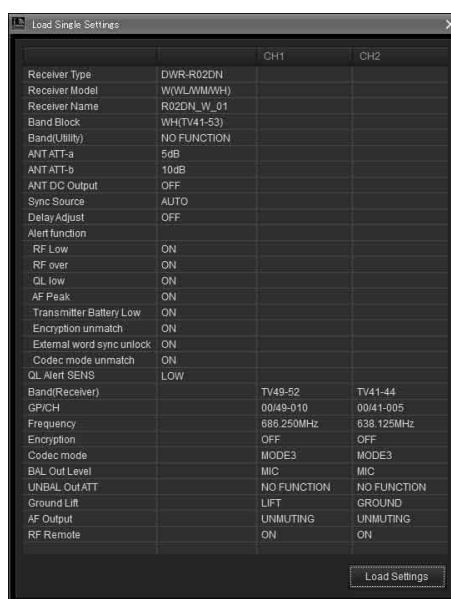 Load Single Settings
CH1 CH2
Receiver Type DWR-R02DN
Receiver Model W(WL/WM/WH)
Receiver Name R02DN_W_01
Band Block WH(TV41-53)
Band(Utility) NO FUNCTION
ANT ATT-a 5dB
ANT ATT-b 10dB
ANT DC Output OFF
Sync Source AUTO
Delay Adjust OFF
Alert function
RF Low ON
RF over ON
QL low ON
AF Peak ON
Transmitter Battery Low ON
Encryption unmatch ON
External word sync unlock ON
Codec mode unmatch ON
QL Alert SENS LOW
Band(Receiver) TV49-52 TV41-44
GP/CH 00/49-010 00/41-005
Frequency 686.250MHz 638.125MHz
Encryption OFF OFF
Codec mode MODE3 MODE3
BAL Out Level MIC MIC
UNBAL Out ATT NO FUNCTION NO FUNCTION
Ground Lift LIFT GROUND
AF Output UNMUTING UNMUTING
RF Remote ON ON
Load Settings